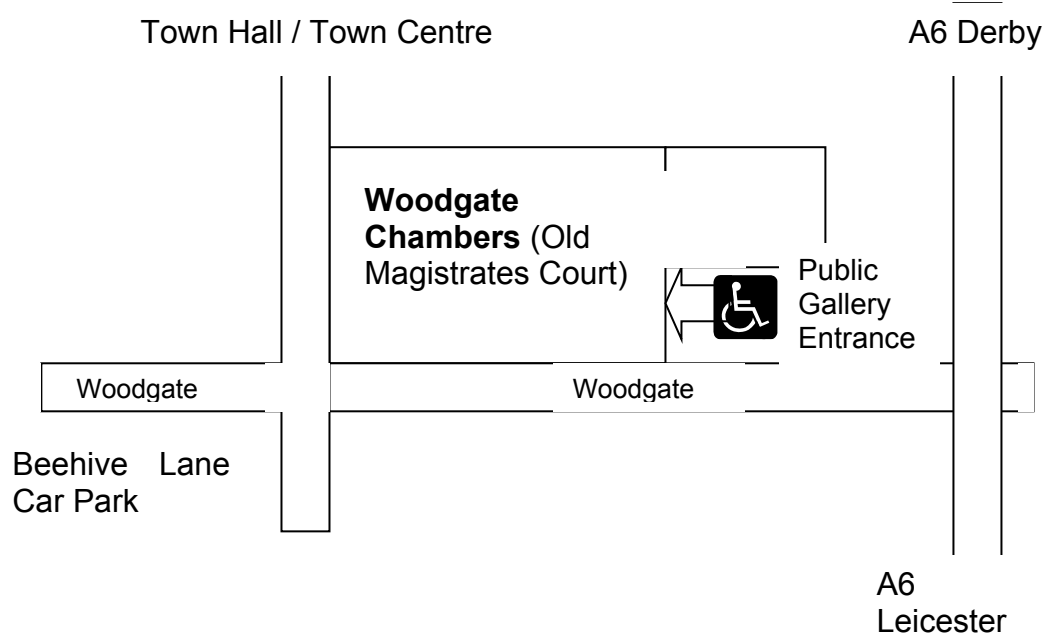 Town Hall / Town Centre
A6 Derby
Woodgate
Chambers (Old
Magistrates Court)
Public
Gallery
Entrance
Woodgate
Woodgate
Beehive Lane
Car Park
A6
Leicester